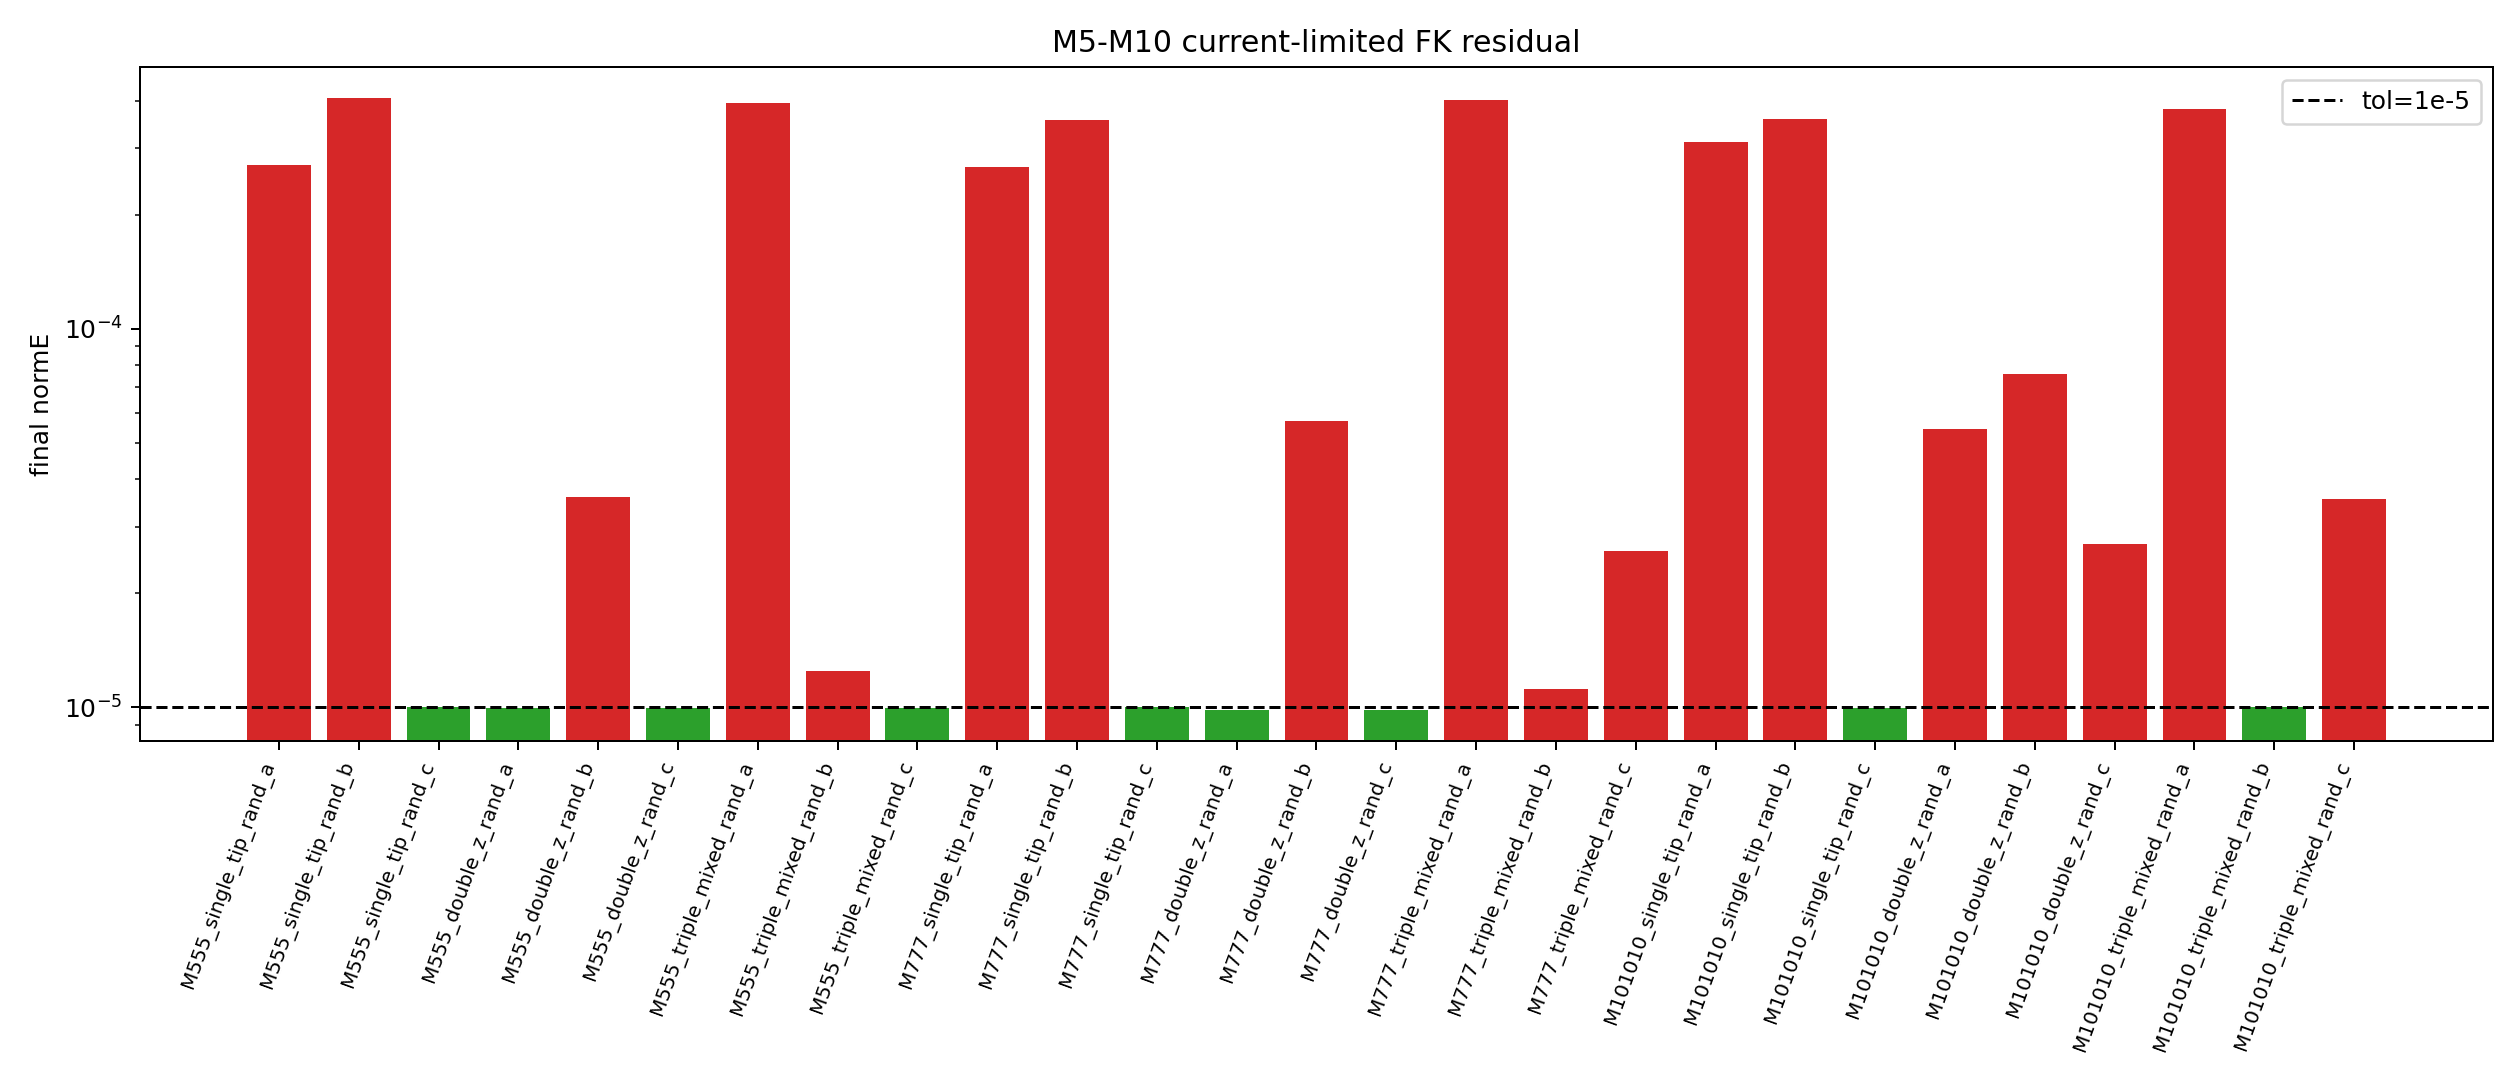 M5-M10 current-limited FK residual
tol=1e-5
final normE
10⁻⁴
10⁻⁵
M555_single_tip_rand_a
M555_single_tip_rand_b
M555_single_tip_rand_c
M555_double_z_rand_a
M555_double_z_rand_b
M555_double_z_rand_c
M555_triple_mixed_rand_a
M555_triple_mixed_rand_b
M555_triple_mixed_rand_c
M777_single_tip_rand_a
M777_single_tip_rand_b
M777_single_tip_rand_c
M777_double_z_rand_a
M777_double_z_rand_b
M777_double_z_rand_c
M777_triple_mixed_rand_a
M777_triple_mixed_rand_b
M777_triple_mixed_rand_c
M101010_single_tip_rand_a
M101010_single_tip_rand_b
M101010_single_tip_rand_c
M101010_double_z_rand_a
M101010_double_z_rand_b
M101010_double_z_rand_c
M101010_triple_mixed_rand_a
M101010_triple_mixed_rand_b
M101010_triple_mixed_rand_c